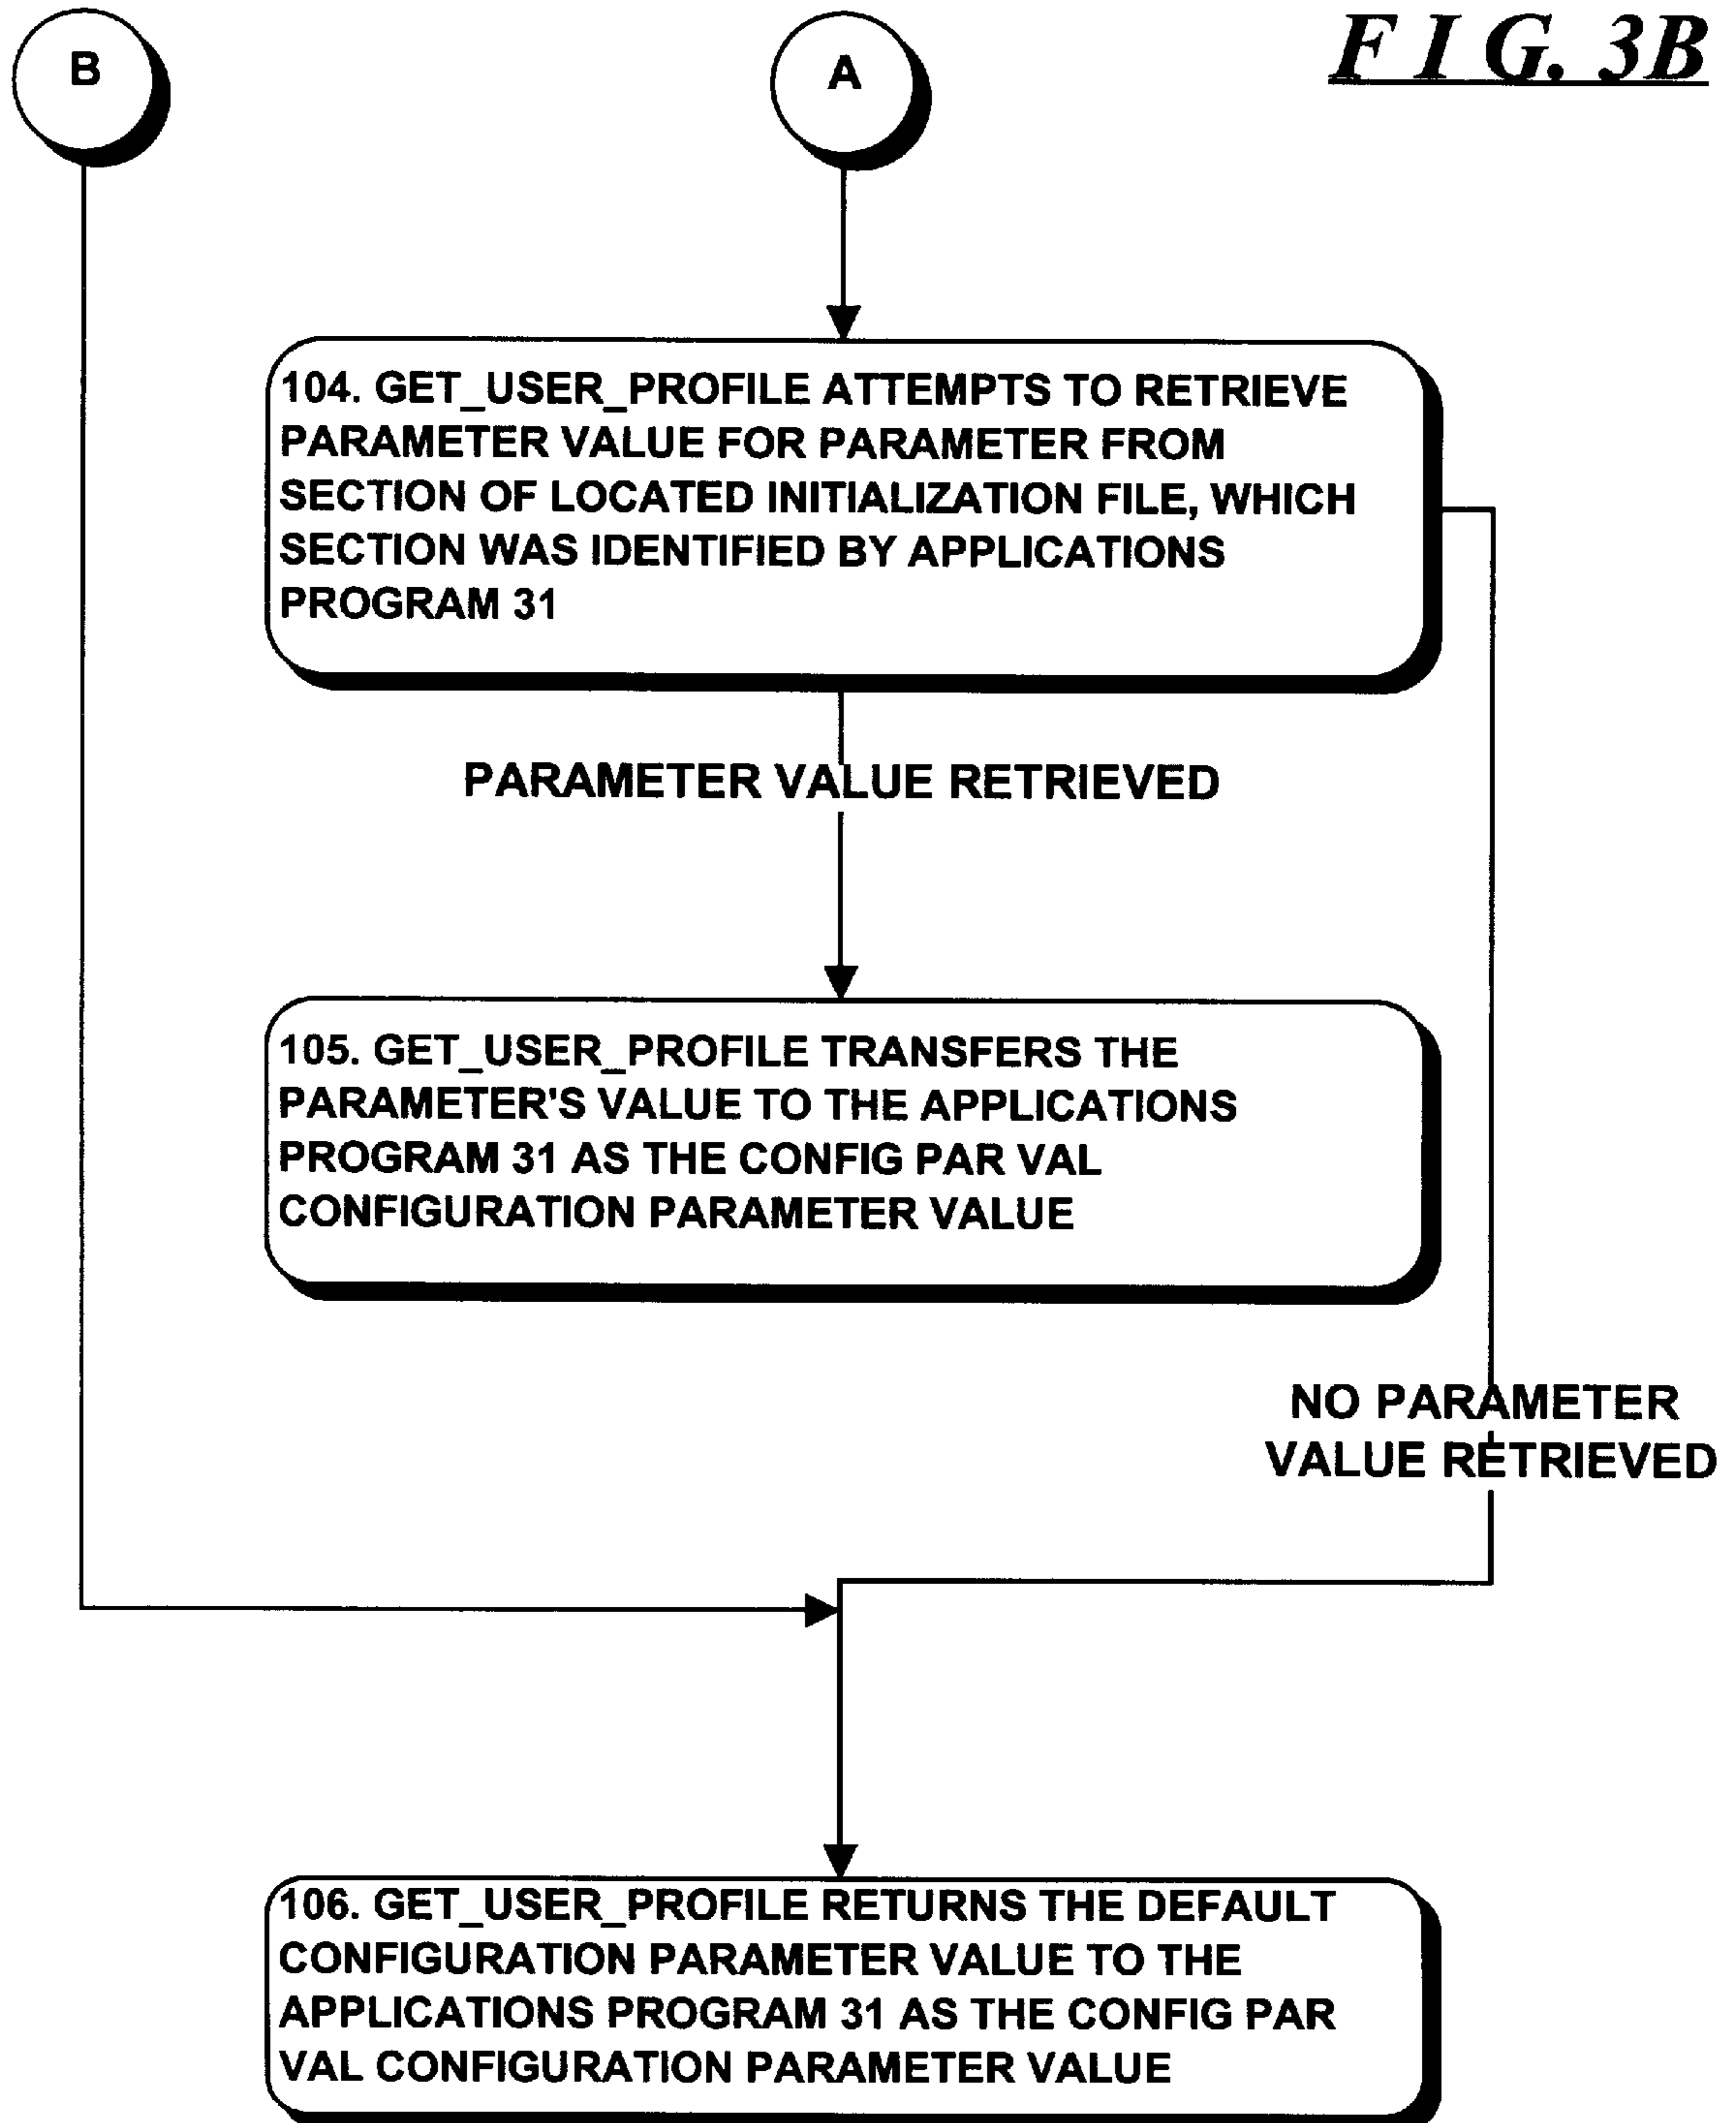 B
A
FIG. 3B
104. GET_USER_PROFILE ATTEMPTS TO RETRIEVE
PARAMETER VALUE FOR PARAMETER FROM
SECTION OF LOCATED INITIALIZATION FILE, WHICH
SECTION WAS IDENTIFIED BY APPLICATIONS
PROGRAM 31
PARAMETER VALUE RETRIEVED
105. GET_USER_PROFILE TRANSFERS THE
PARAMETER'S VALUE TO THE APPLICATIONS
PROGRAM 31 AS THE CONFIG PAR VAL
CONFIGURATION PARAMETER VALUE
NO PARAMETER
VALUE RETRIEVED
106. GET_USER_PROFILE RETURNS THE DEFAULT
CONFIGURATION PARAMETER VALUE TO THE
APPLICATIONS PROGRAM 31 AS THE CONFIG PAR
VAL CONFIGURATION PARAMETER VALUE